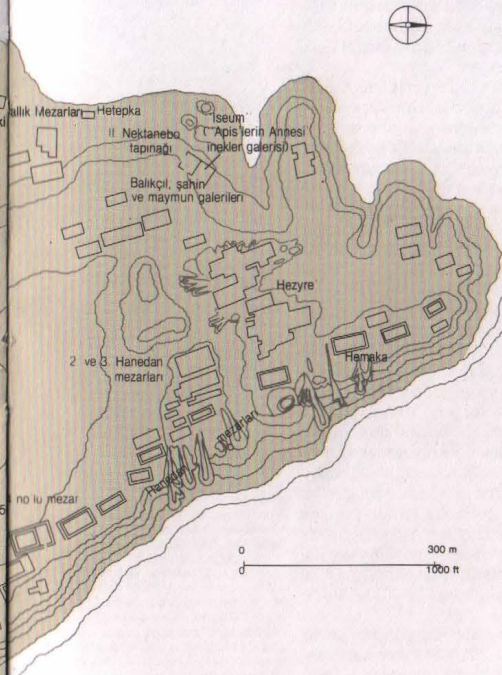 "Iseum"
("Apis'lerin Annesi
inekler galerisi)
Mezarları
Hetepka
II Nektanebo
tapınağı
Balıkçıl, şahin
ve maymun galerileri
Hezyre
2 ve 3. Hanedan
mezarları
Hemaka
Hanedan mezarları
no lu mezar
0 300 m
0 1000 ft